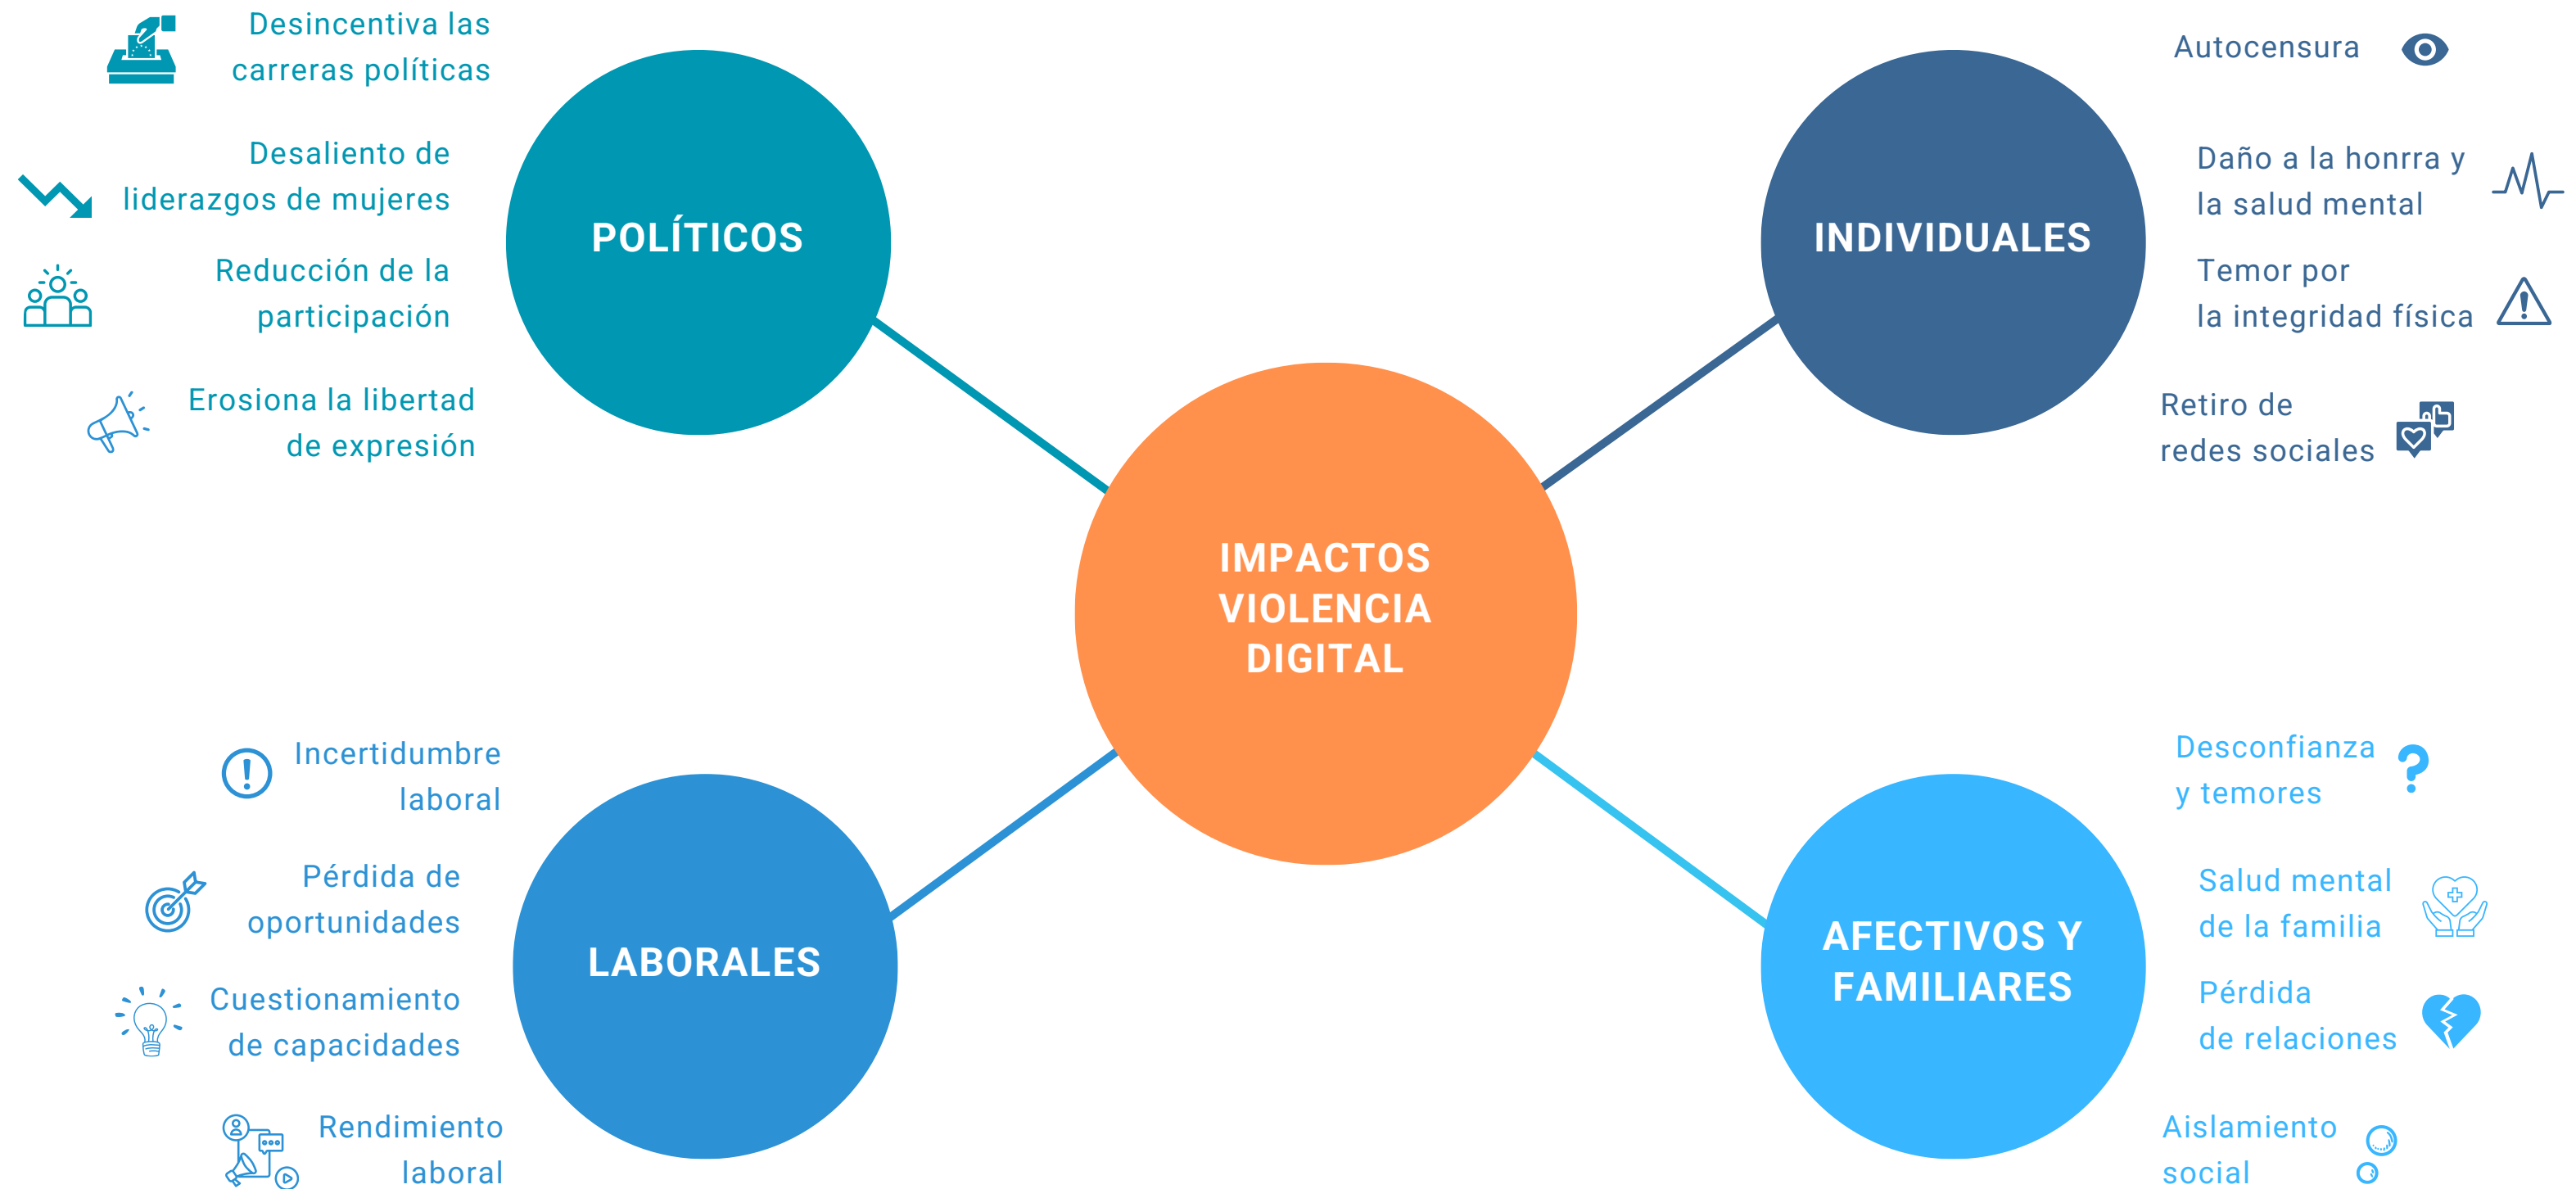 Desincentiva las
carreras políticas
Desaliento de
liderazgos de mujeres
Reducción de la
participación
Erosiona la libertad
de expresión
POLÍTICOS
INDIVIDUALES
Autocensura
Daño a la honrra y
la salud mental
Temor por
la integridad física
Retiro de
redes sociales
IMPACTOS
VIOLENCIA
DIGITAL
Incertidumbre
laboral
Pérdida de
oportunidades
Cuestionamiento
de capacidades
Rendimiento
laboral
LABORALES
AFECTIVOS Y
FAMILIARES
Desconfianza
y temores
Salud mental
de la familia
Pérdida
de relaciones
Aislamiento
social